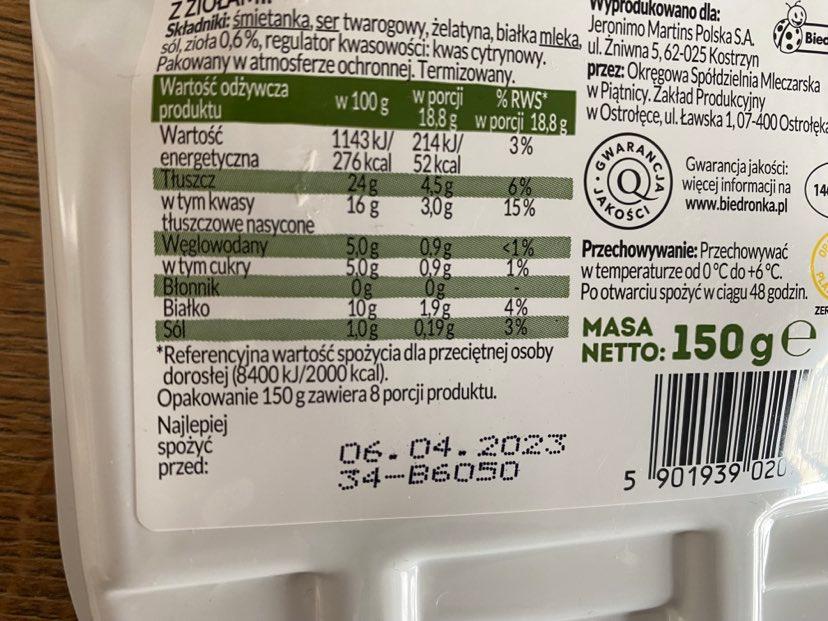 Z ZIOŁAMI
Składniki: śmietanka, ser twarogowy, żelatyna, białka mleka,
sól, zioła 0,6%, regulator kwasowości: kwas cytrynowy.
Pakowany w atmosferze ochronnej. Termizowany.
Wartość odżywcza produktu w 100 g w porcji 18,8 g % RWS* w porcji 18,8 g
Wartość energetyczna 1143 kJ/ 276 kcal 214 kJ/ 52 kcal 3%
Tłuszcz 24 g 4,5 g 6%
w tym kwasy tłuszczowe nasycone 16 g 3,0 g 15%
Węglowodany 5,0 g 0,9 g <1%
w tym cukry 5,0 g 0,9 g 1%
Błonnik 0 g 0 g -
Białko 10 g 1,9 g 4%
Sól 1,0 g 0,19 g 3%
*Referencyjna wartość spożycia dla przeciętnej osoby
dorosłej (8400 kJ/2000 kcal).
Opakowanie 150 g zawiera 8 porcji produktu.
Najlepiej
spożyć
przed:
06.04.2023
34-B6050
Wyprodukowano dla:
Jeronimo Martins Polska S.A.
ul. Żniwna 5, 62-025 Kostrzyn
przez: Okręgowa Spółdzielnia Mleczarska
w Piątnicy. Zakład Produkcyjny
w Ostrołęce, ul. Ławska 1, 07-400 Ostrołęka
Bied
GWARANCJA
Q
JAKOŚCI
Gwarancja jakości:
więcej informacji na
www.biedronka.pl
Przechowywanie: Przechowywać
w temperaturze od 0 °C do +6 °C.
Po otwarciu spożyć w ciągu 48 godzin.
MASA
NETTO: 150 g e
5 901939 020